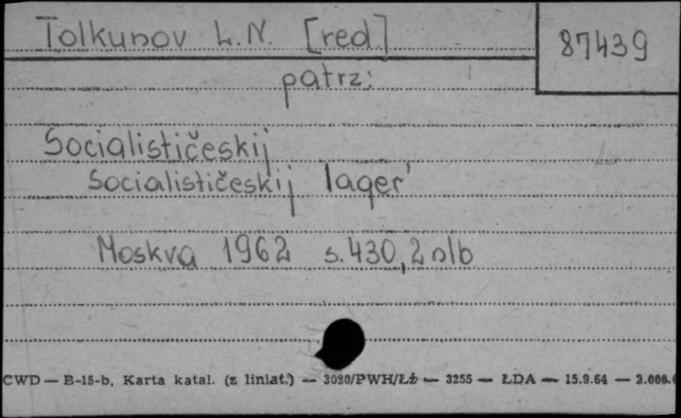 Tolkunov L.N. [red]
87439
patrz:
Socialističeskij
Socialističeskij lager'
Moskva 1962 s.430, 2 nlb
CWD — B-15-b, Karta katal. (z liniat.) — 3020/PWH/Łż — 3255 — ŁDA — 15.9.64 — 2.000.